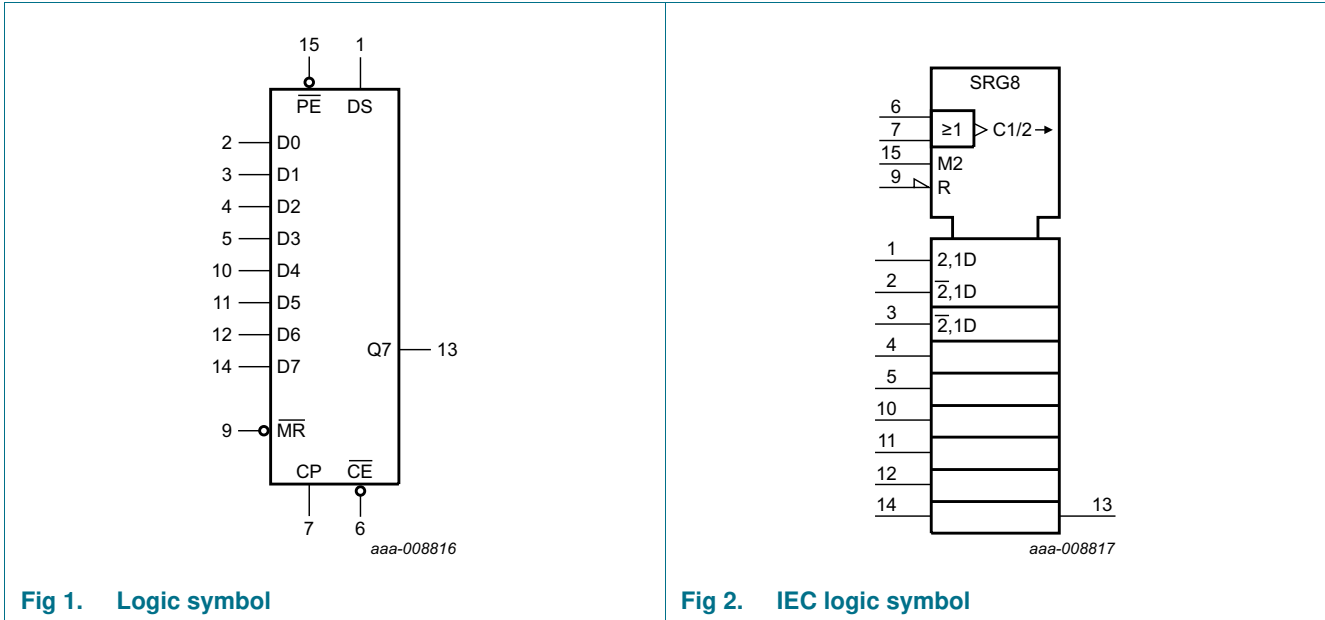 15 1
P̅E̅ DS
2 D0
3 D1
4 D2
5 D3
10 D4
11 D5
12 D6
14 D7
Q7 13
9 M̅R̅
CP C̅E̅
7 6
aaa-008816
Fig 1. Logic symbol
SRG8
6
7 ≥1 C1/2→
15 M2
9 R
1 2,1D
2 2̅,1D
3 2̅,1D
4
5
10
11
12
14 13
aaa-008817
Fig 2. IEC logic symbol